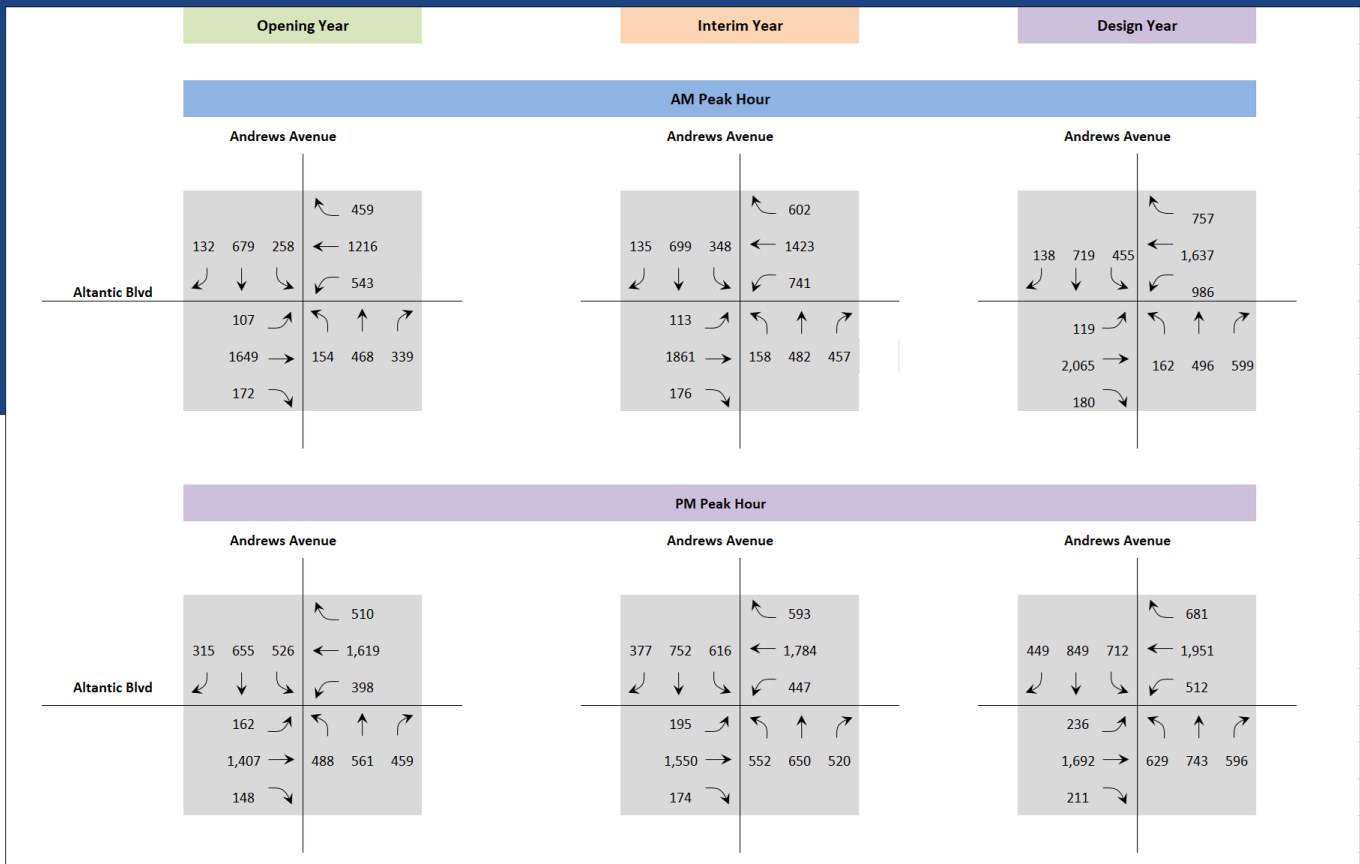 Opening Year Interim Year Design Year
AM Peak Hour
Andrews Avenue Andrews Avenue Andrews Avenue
459 602 757
132 679 258 1216 135 699 348 1423 138 719 455 1,637
Altantic Blvd 543 741 986
107 113 119
1649 154 468 339 1861 158 482 457 2,065 162 496 599
172 176 180
PM Peak Hour
Andrews Avenue Andrews Avenue Andrews Avenue
510 593 681
315 655 526 1,619 377 752 616 1,784 449 849 712 1,951
Altantic Blvd 398 447 512
162 195 236
1,407 488 561 459 1,550 552 650 520 1,692 629 743 596
148 174 211